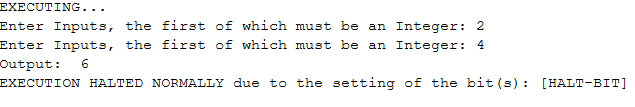 EXECUTING...
Enter Inputs, the first of which must be an Integer: 2
Enter Inputs, the first of which must be an Integer: 4
Output:  6
EXECUTION HALTED NORMALLY due to the setting of the bit(s): [HALT-BIT]